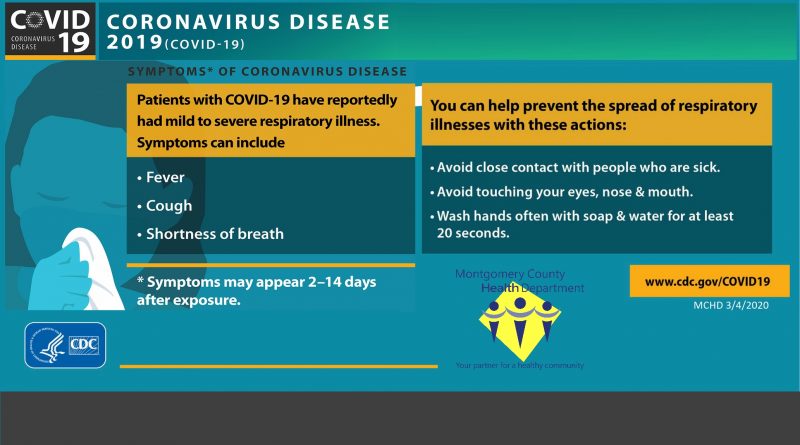 COVID
19
CORONAVIRUS
DISEASE
CORONAVIRUS DISEASE
2019 (COVID-19)
SYMPTOMS* OF CORONAVIRUS DISEASE
Patients with COVID-19 have reportedly
had mild to severe respiratory illness.
Symptoms can include
• Fever
• Cough
• Shortness of breath
* Symptoms may appear 2–14 days
after exposure.
You can help prevent the spread of respiratory
illnesses with these actions:
• Avoid close contact with people who are sick.
• Avoid touching your eyes, nose & mouth.
• Wash hands often with soap & water for at least
20 seconds.
Montgomery County
Health Department
Your partner for a healthy community
www.cdc.gov/COVID19
MCHD 3/4/2020
CDC